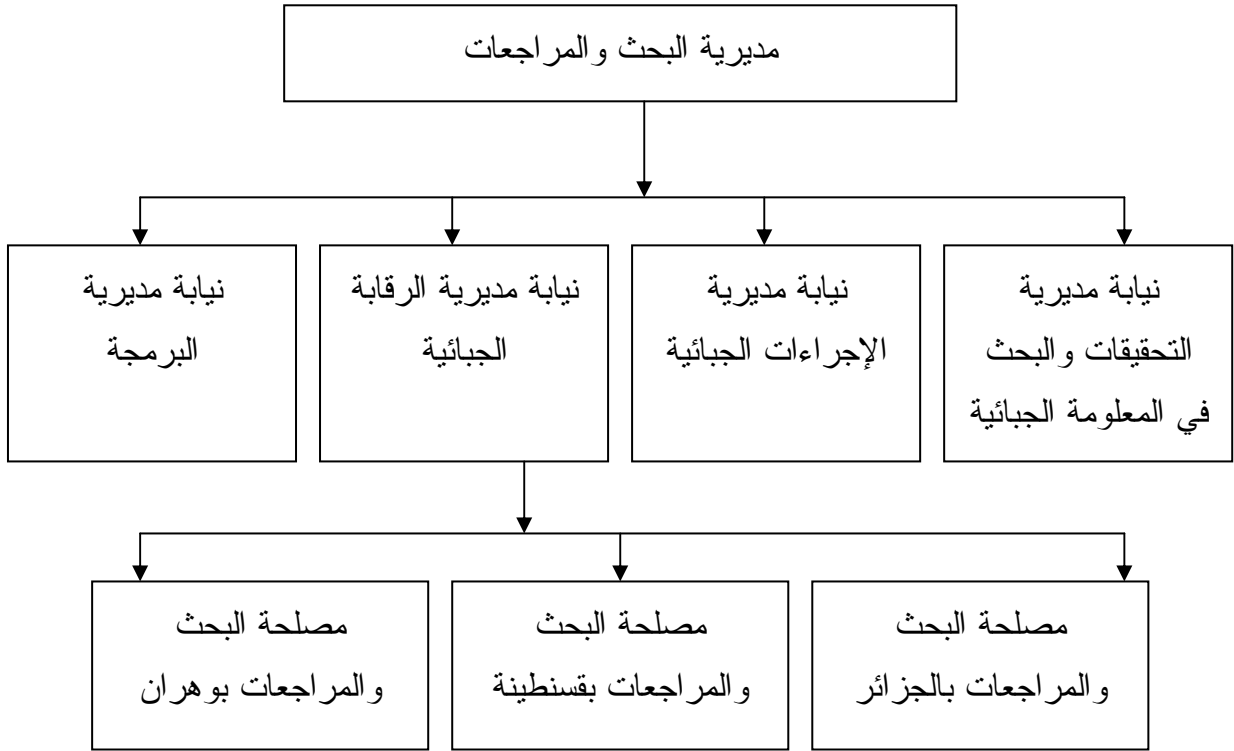 مديرية البحث والمراجعات
نيابة مديرية
التحقيقات والبحث
في المعلومة الجبائية
نيابة مديرية
الإجراءات الجبائية
نيابة مديرية الرقابة
الجبائية
نيابة مديرية
البرمجة
مصلحة البحث
والمراجعات بالجزائر
مصلحة البحث
والمراجعات بقسنطينة
مصلحة البحث
والمراجعات بوهران